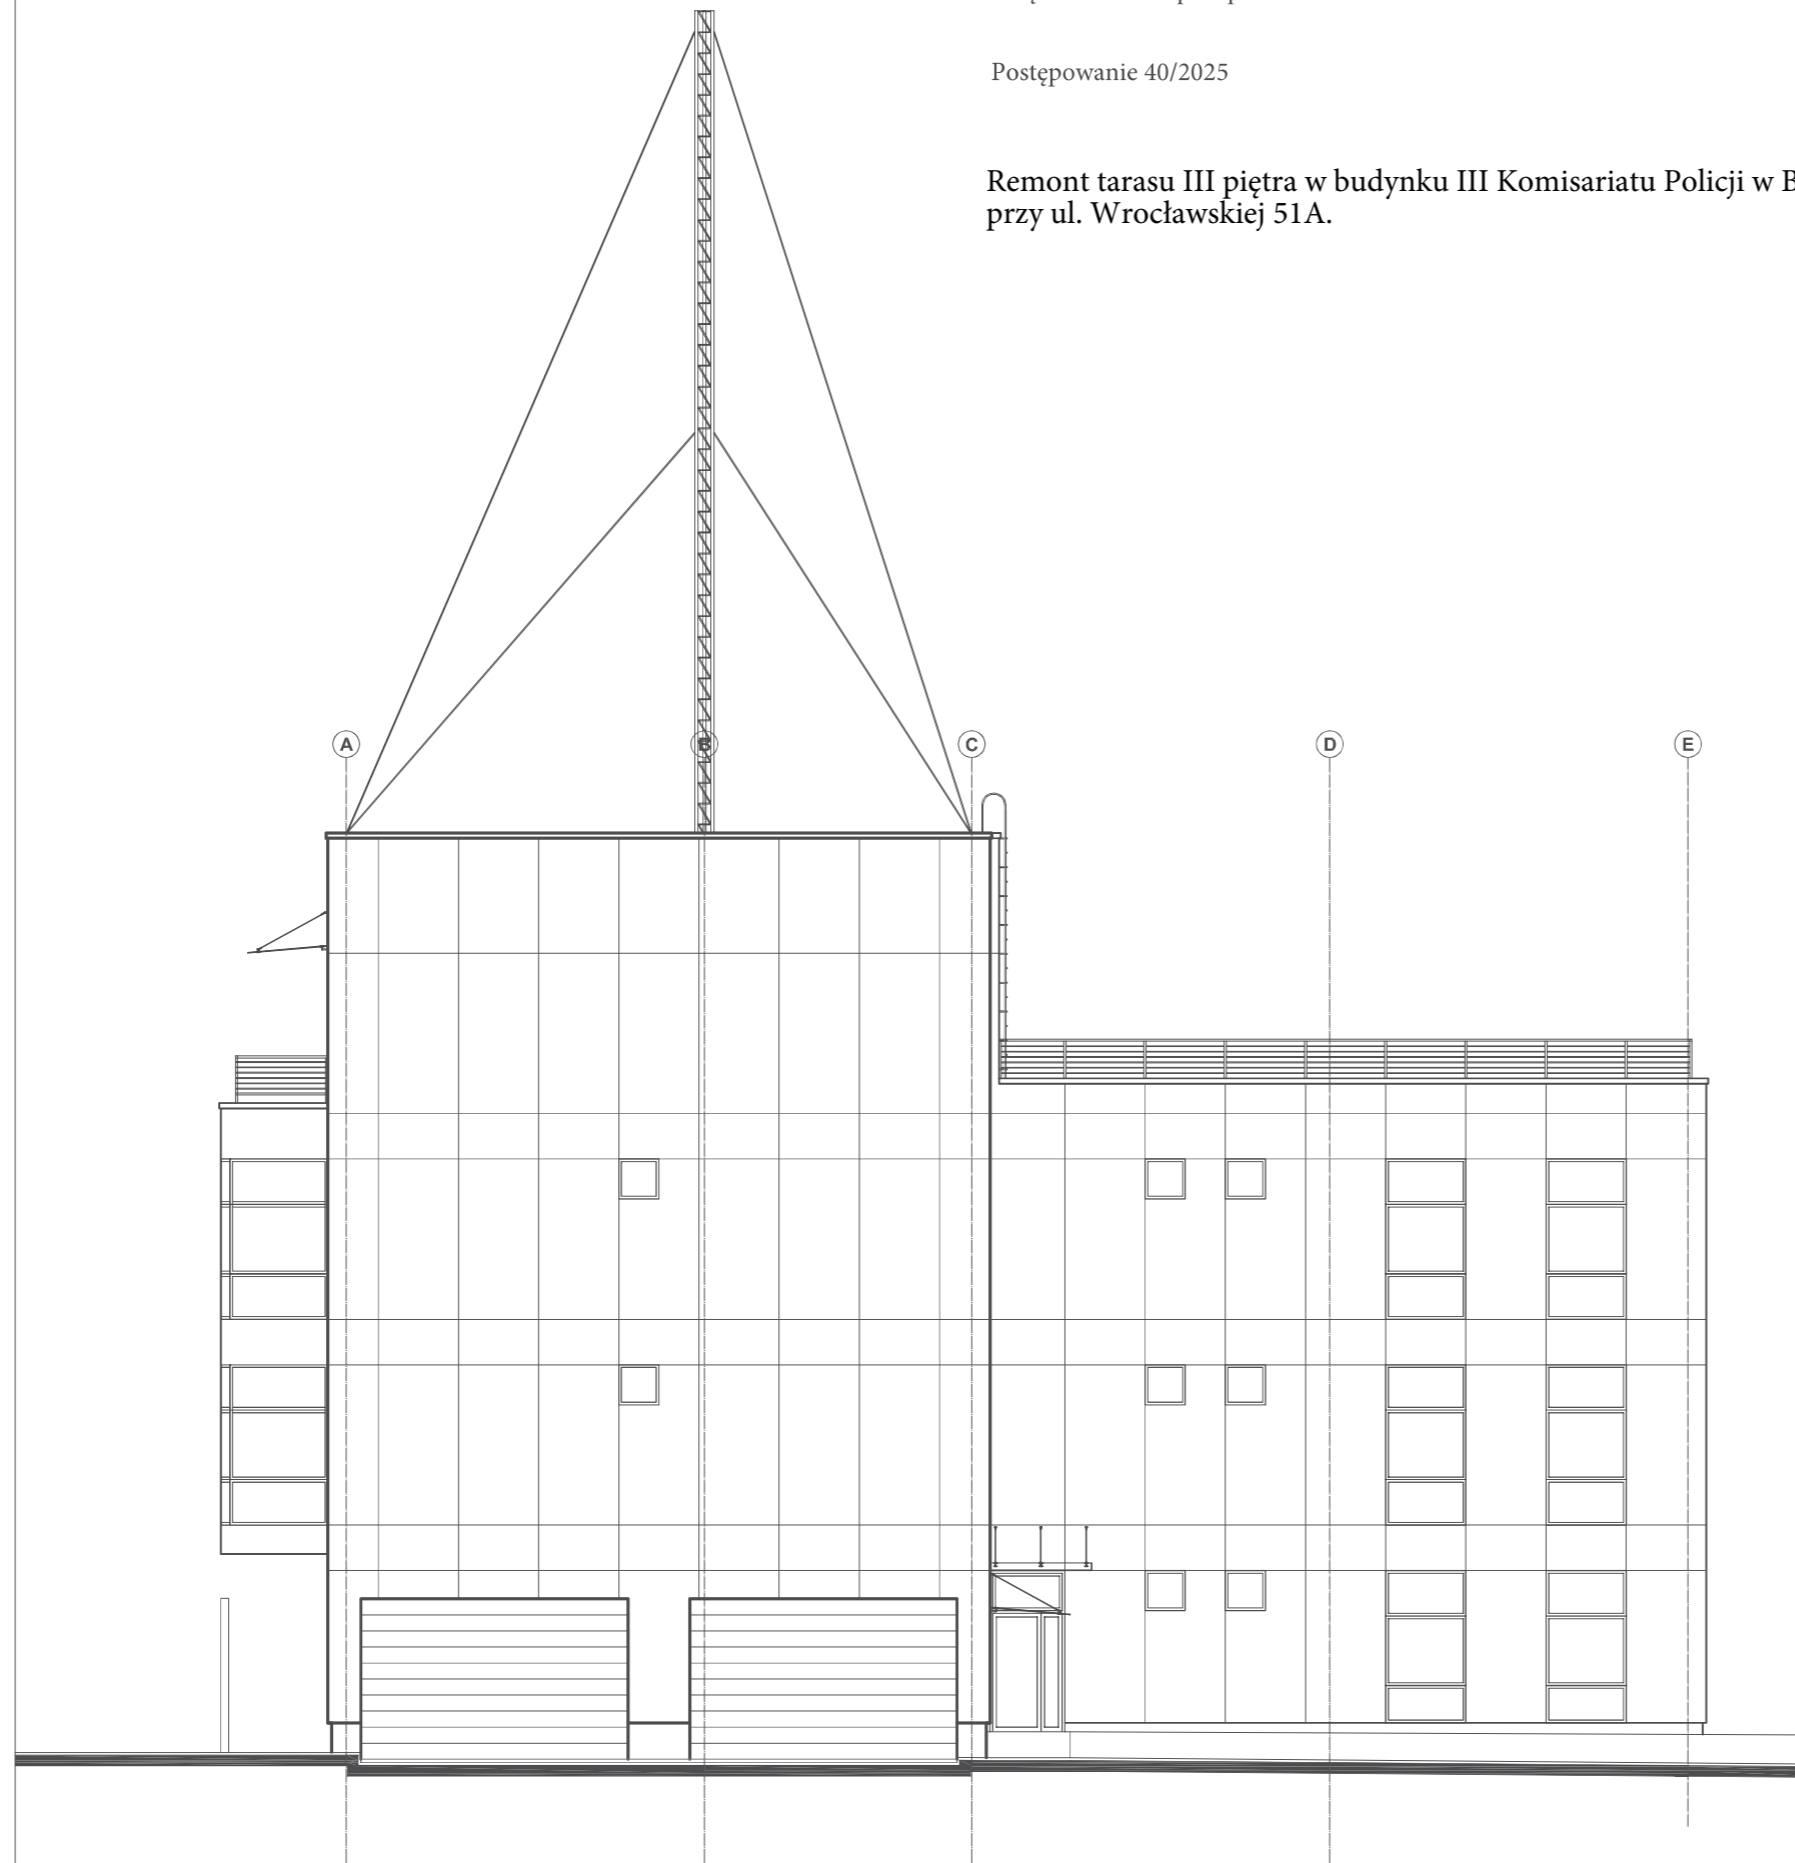 Postępowanie 40/2025
Remont tarasu III piętra w budynku III Komisariatu Policji w B
przy ul. Wrocławskiej 51A.
A
B
C
D
E